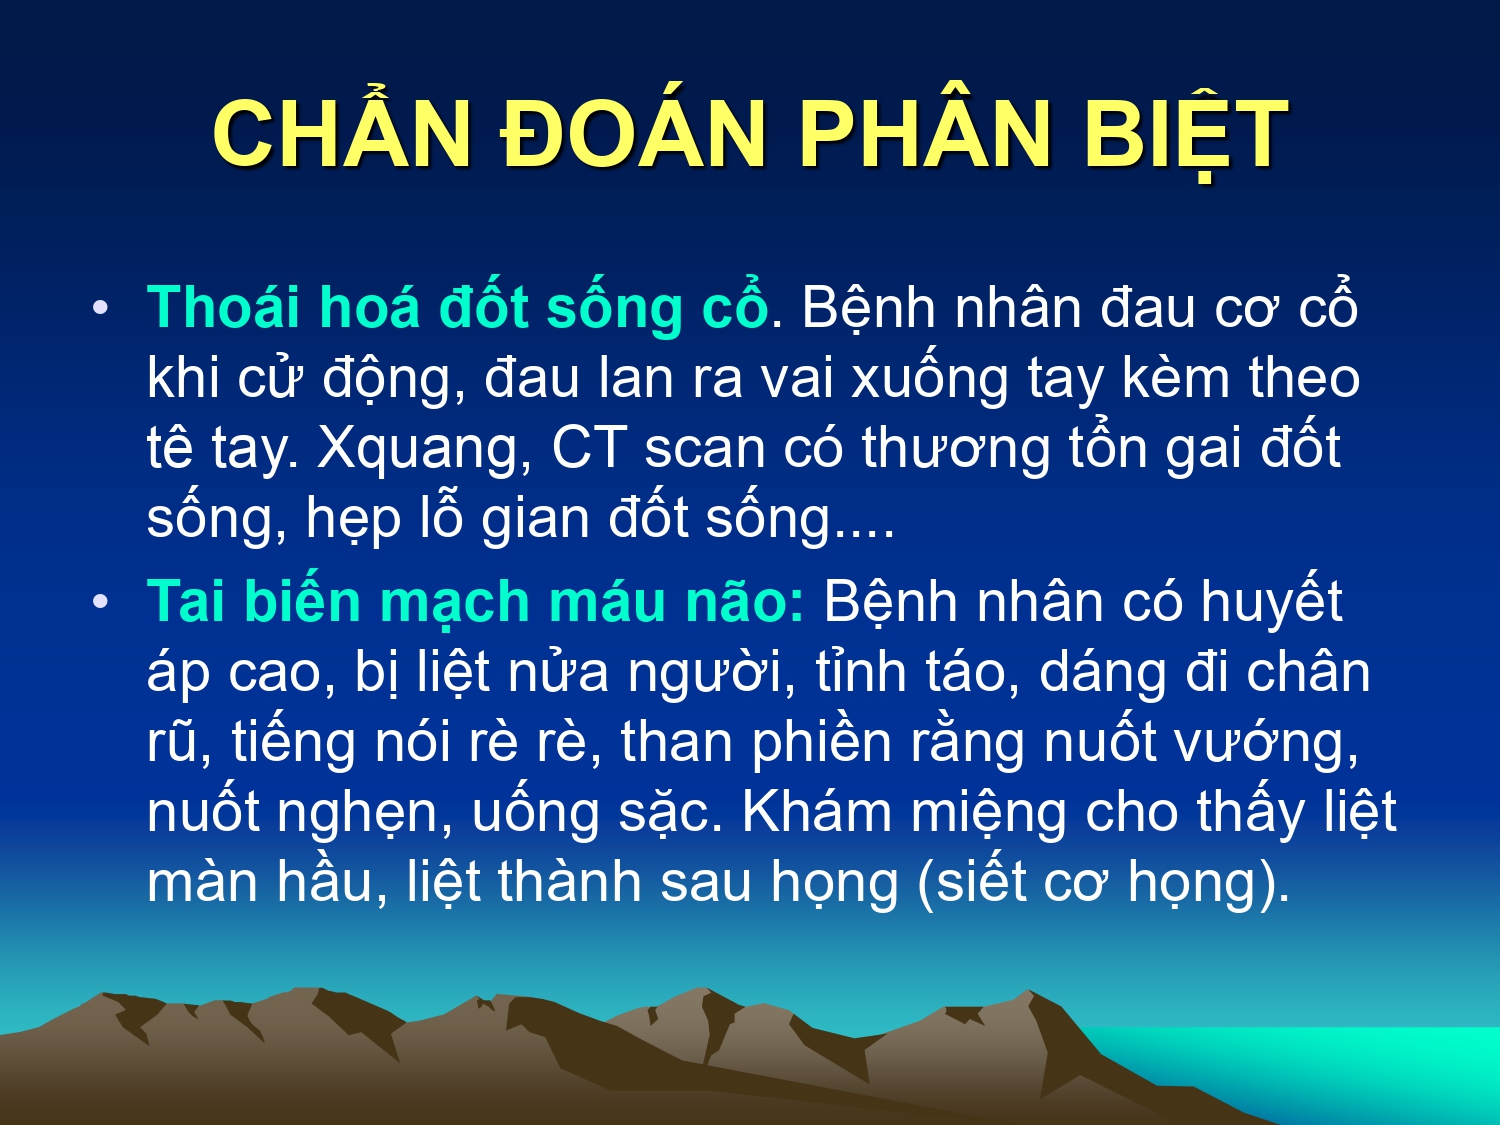 CHẨN ĐOÁN PHÂN BIỆT
• Thoái hoá đốt sống cổ. Bệnh nhân đau cơ cổ
khi cử động, đau lan ra vai xuống tay kèm theo
tê tay. Xquang, CT scan có thương tổn gai đốt
sống, hẹp lỗ gian đốt sống....
• Tai biến mạch máu não: Bệnh nhân có huyết
áp cao, bị liệt nửa người, tỉnh táo, dáng đi chân
rũ, tiếng nói rè rè, than phiền rằng nuốt vướng,
nuốt nghẹn, uống sặc. Khám miệng cho thấy liệt
màn hầu, liệt thành sau họng (siết cơ họng).